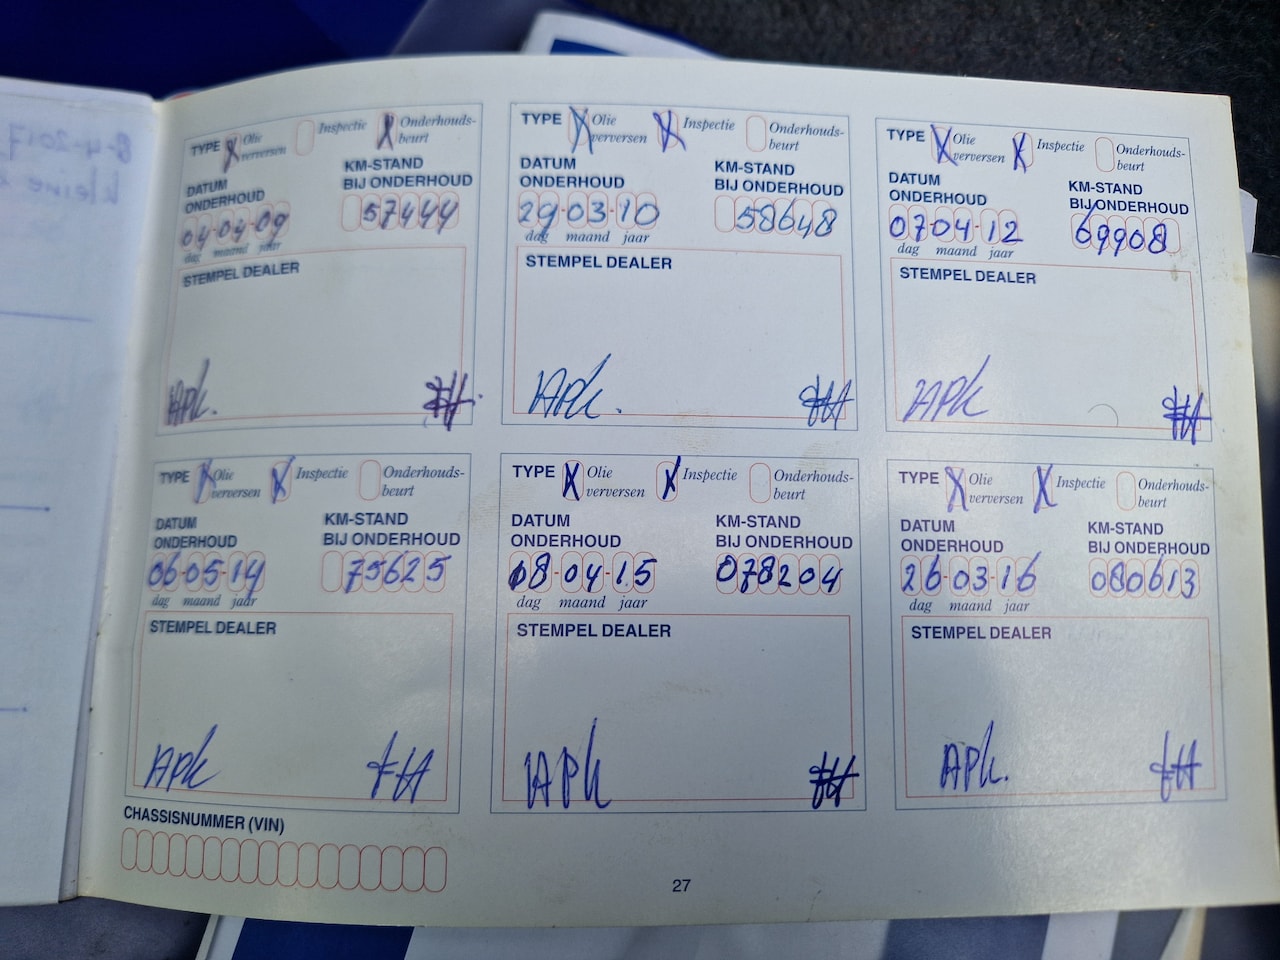 8-4-2017
kleine
TYPE Olie verversen Inspectie Onderhouds-beurt
DATUM ONDERHOUD
KM-STAND BIJ ONDERHOUD
04-04-09
57444
dag maand jaar
STEMPEL DEALER
APK.
TYPE Olie verversen Inspectie Onderhouds-beurt
DATUM ONDERHOUD
KM-STAND BIJ ONDERHOUD
29-03-10
58648
dag maand jaar
STEMPEL DEALER
APK.
TYPE Olie verversen Inspectie Onderhouds-beurt
DATUM ONDERHOUD
KM-STAND BIJ ONDERHOUD
07-04-12
69908
dag maand jaar
STEMPEL DEALER
APK
TYPE Olie verversen Inspectie Onderhouds-beurt
DATUM ONDERHOUD
KM-STAND BIJ ONDERHOUD
06-05-14
75625
dag maand jaar
STEMPEL DEALER
APK
TYPE Olie verversen Inspectie Onderhouds-beurt
DATUM ONDERHOUD
KM-STAND BIJ ONDERHOUD
08-04-15
078204
dag maand jaar
STEMPEL DEALER
APK
TYPE Olie verversen Inspectie Onderhouds-beurt
DATUM ONDERHOUD
KM-STAND BIJ ONDERHOUD
26-03-16
080613
dag maand jaar
STEMPEL DEALER
APK.
CHASSISNUMMER (VIN)
27